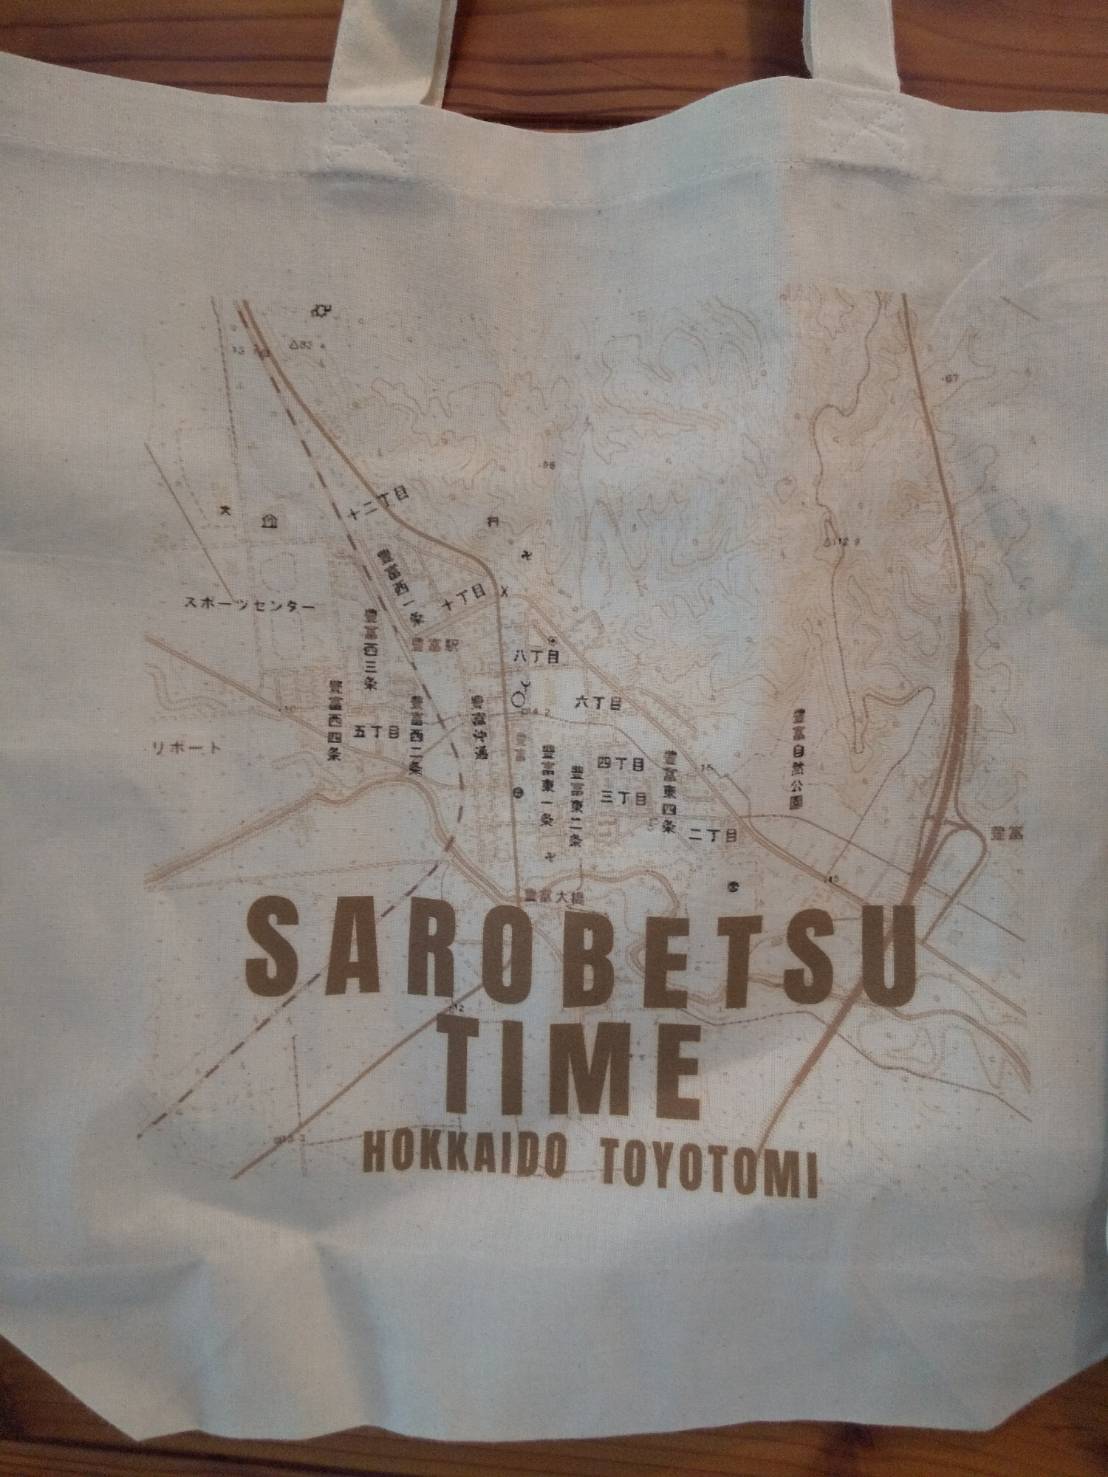 83
67
56
十二丁目
豊富西一条
スポーツセンター
十丁目
豊富西三条
豊富駅
八丁目
豊富西四条
五丁目
豊富西二条
六丁目
リポート
豊富東一条
豊富東二条
四丁目
三丁目
豊富東四条
二丁目
豊富自然公園
豊富
豊富大橋
SAROBETSU
TIME
HOKKAIDO TOYOTOMI